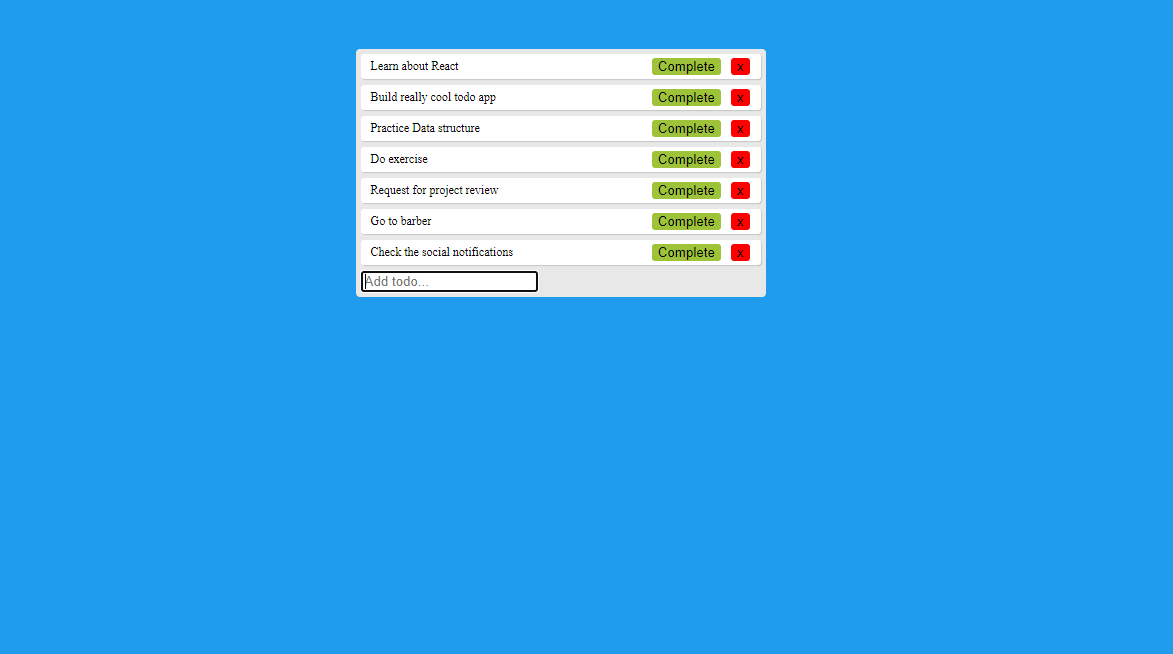 Learn about React Complete x
Build really cool todo app Complete x
Practice Data structure Complete x
Do exercise Complete x
Request for project review Complete x
Go to barber Complete x
Check the social notifications Complete x
Add todo...